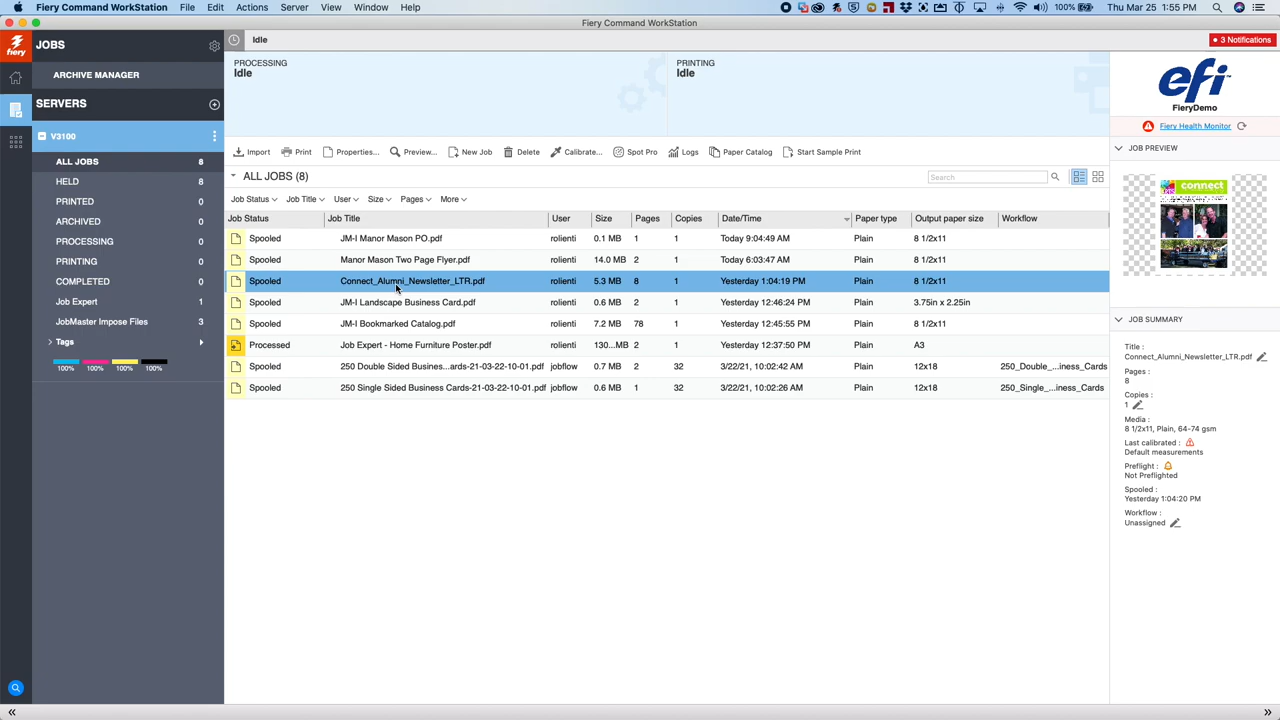 Fiery Command WorkStation File Edit Actions Server View Window Help 100% Thu Mar 25 1:55 PM
Fiery Command WorkStation
fiery JOBS
Idle
3 Notifications
ARCHIVE MANAGER
SERVERS
V3100
ALL JOBS 8
HELD 8
PRINTED 0
ARCHIVED 0
PROCESSING 0
PRINTING 0
COMPLETED 0
Job Expert 1
JobMaster Impose Files 3
Tags
100% 100% 100% 100%
PROCESSING
Idle
PRINTING
Idle
Import Print Properties... Preview... New Job Delete Calibrate... Spot Pro Logs Paper Catalog Start Sample Print
ALL JOBS (8)
Search
Job Status Job Title User Size Pages More
Job Status Job Title User Size Pages Copies Date/Time Paper type Output paper size Workflow
Spooled JM-I Manor Mason PO.pdf rolienti 0.1 MB 1 1 Today 9:04:49 AM Plain 8 1/2x11
Spooled Manor Mason Two Page Flyer.pdf rolienti 14.0 MB 2 1 Today 6:03:47 AM Plain 8 1/2x11
Spooled Connect_Alumni_Newsletter_LTR.pdf rolienti 5.3 MB 8 1 Yesterday 1:04:19 PM Plain 8 1/2x11
Spooled JM-I Landscape Business Card.pdf rolienti 0.6 MB 2 1 Yesterday 12:46:24 PM Plain 3.75in x 2.25in
Spooled JM-I Bookmarked Catalog.pdf rolienti 7.2 MB 78 1 Yesterday 12:45:55 PM Plain 8 1/2x11
Processed Job Expert - Home Furniture Poster.pdf rolienti 130...MB 2 1 Yesterday 12:37:50 PM Plain A3
Spooled 250 Double Sided Busines...ards-21-03-22-10-01.pdf jobflow 0.7 MB 2 32 3/22/21, 10:02:42 AM Plain 12x18 250_Double_...iness_Cards
Spooled 250 Single Sided Business Cards-21-03-22-10-01.pdf jobflow 0.6 MB 1 32 3/22/21, 10:02:26 AM Plain 12x18 250_Single_...iness_Cards
efi
FieryDemo
Fiery Health Monitor
JOB PREVIEW
connect
JOB SUMMARY
Title :
Connect_Alumni_Newsletter_LTR.pdf
Pages :
8
Copies :
1
Media :
8 1/2x11, Plain, 64-74 gsm
Last calibrated :
Default measurements
Preflight :
Not Preflighted
Spooled :
Yesterday 1:04:20 PM
Workflow :
Unassigned